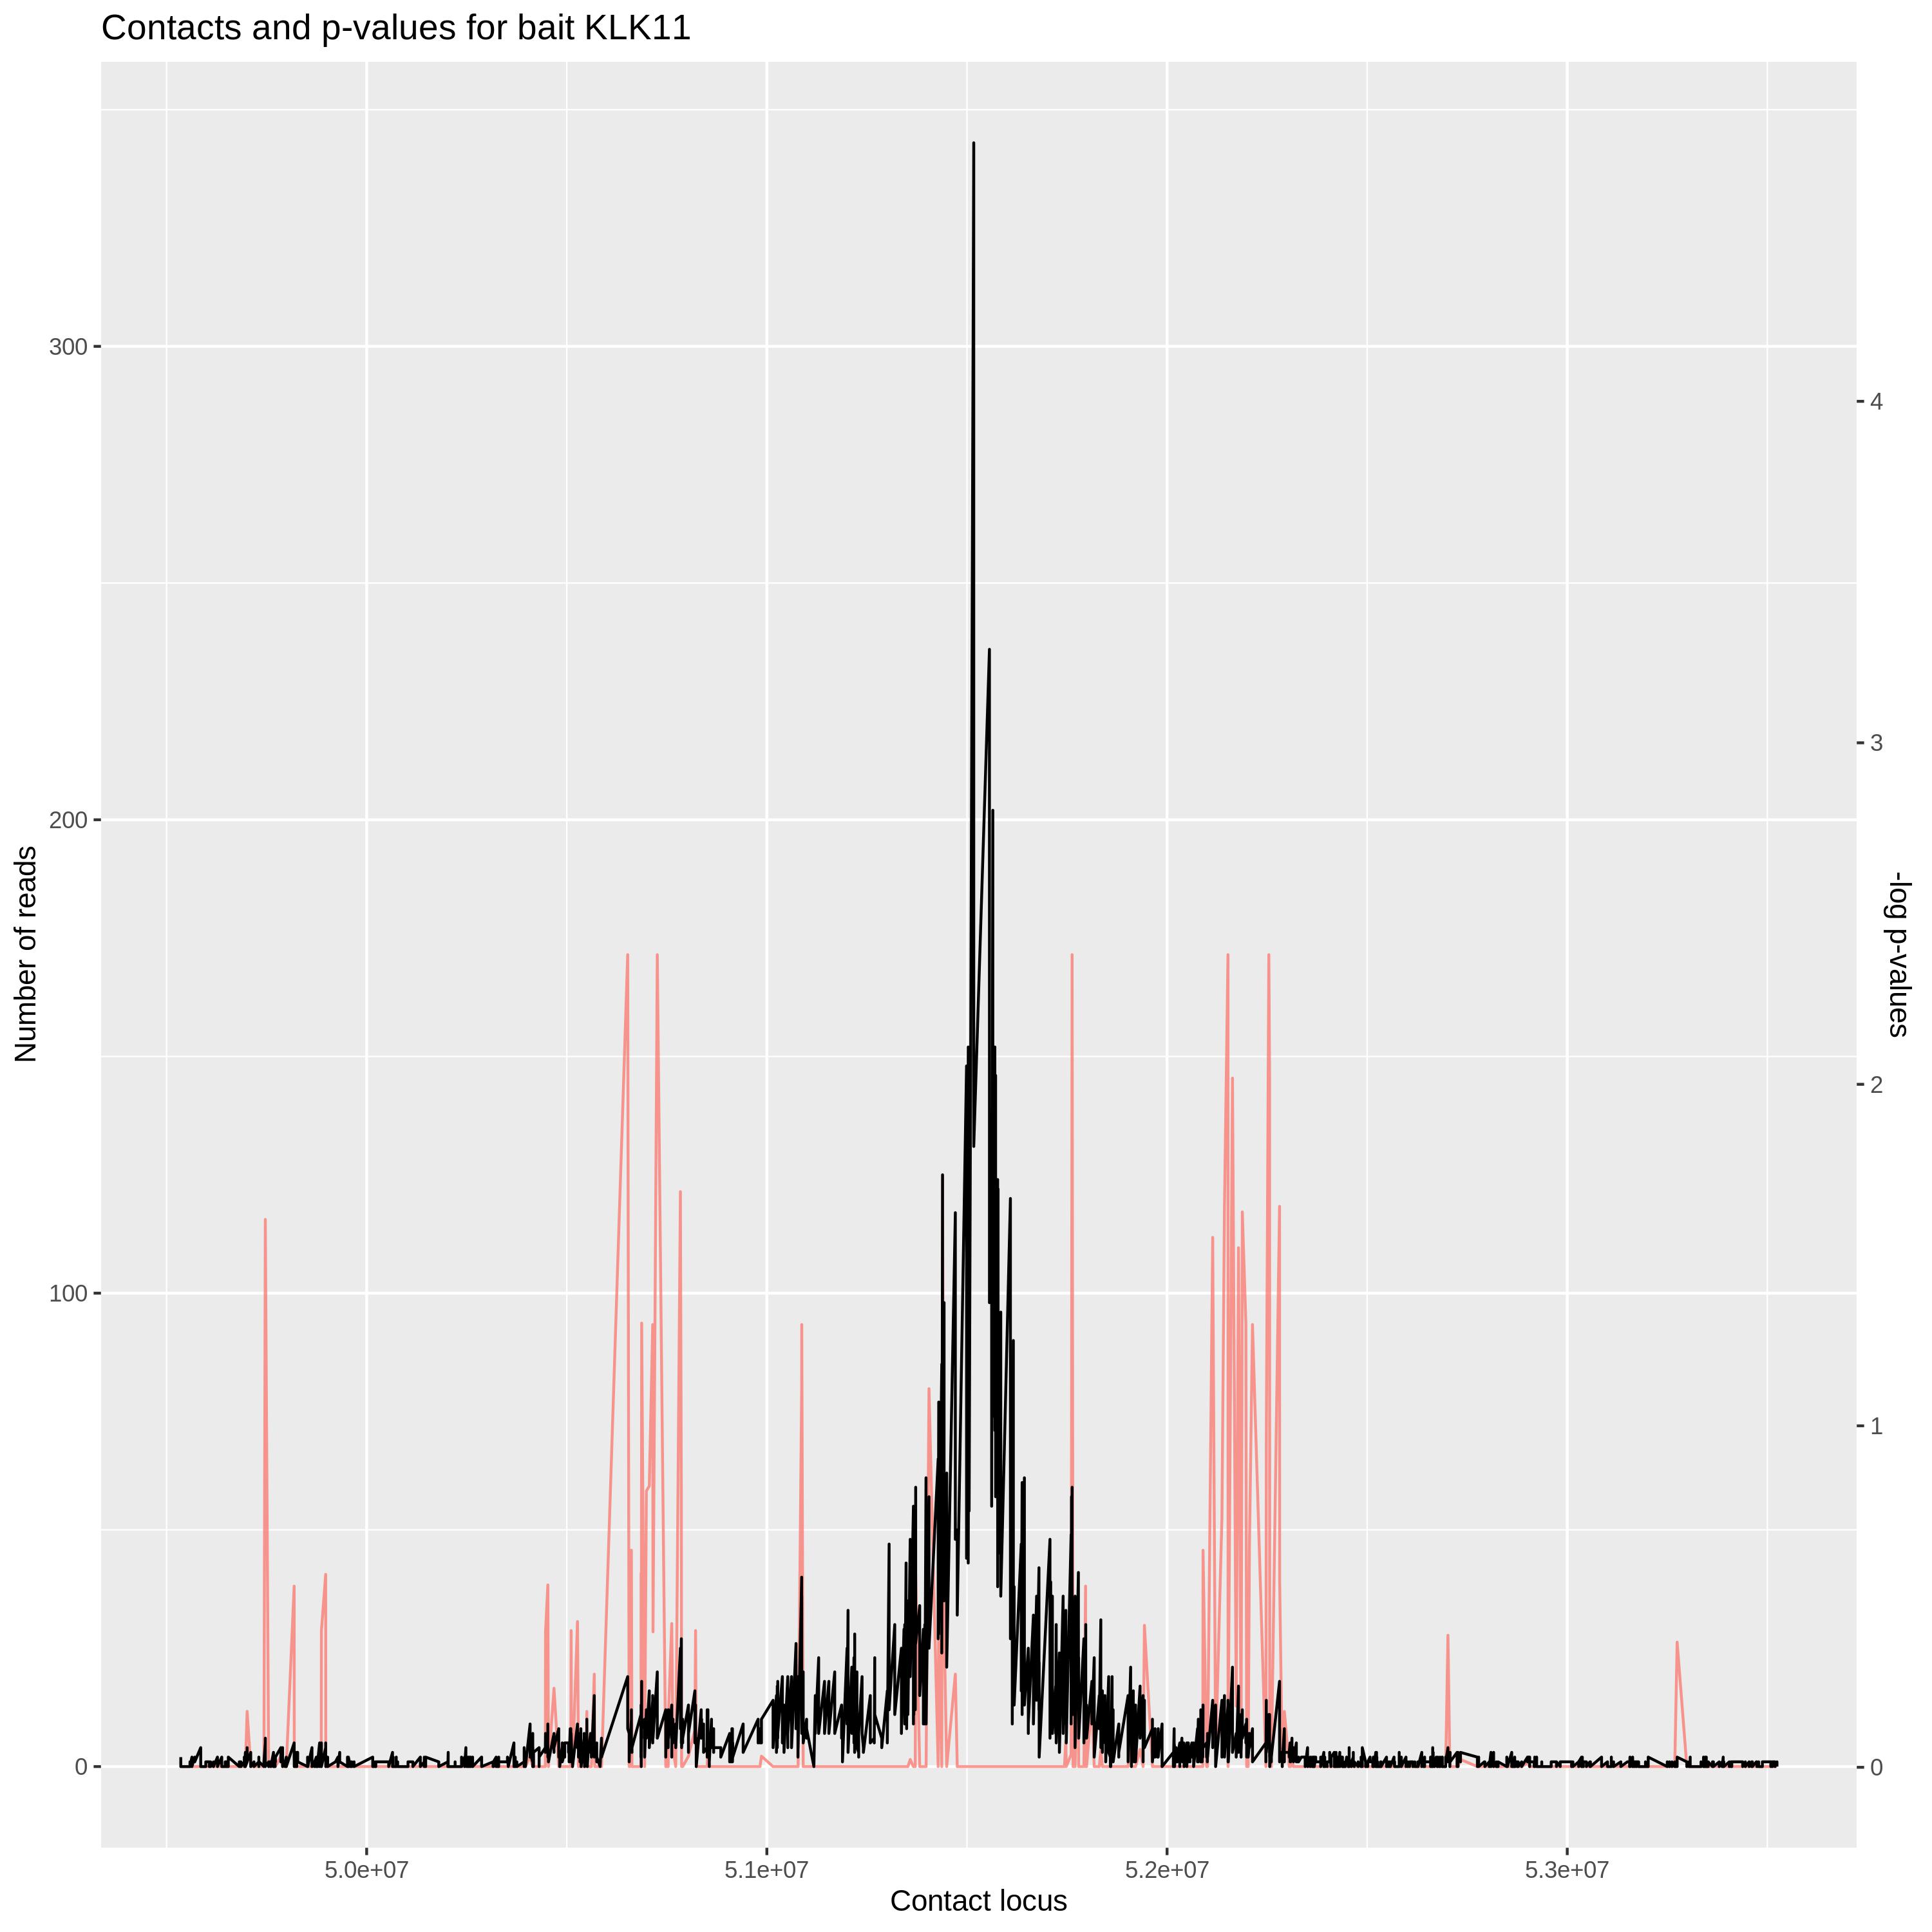 Contacts and p-values for bait KLK11
300
200
100
0
4
3
2
1
0
Number of reads
-log p-values
5.0e+07
5.1e+07
5.2e+07
5.3e+07
Contact locus